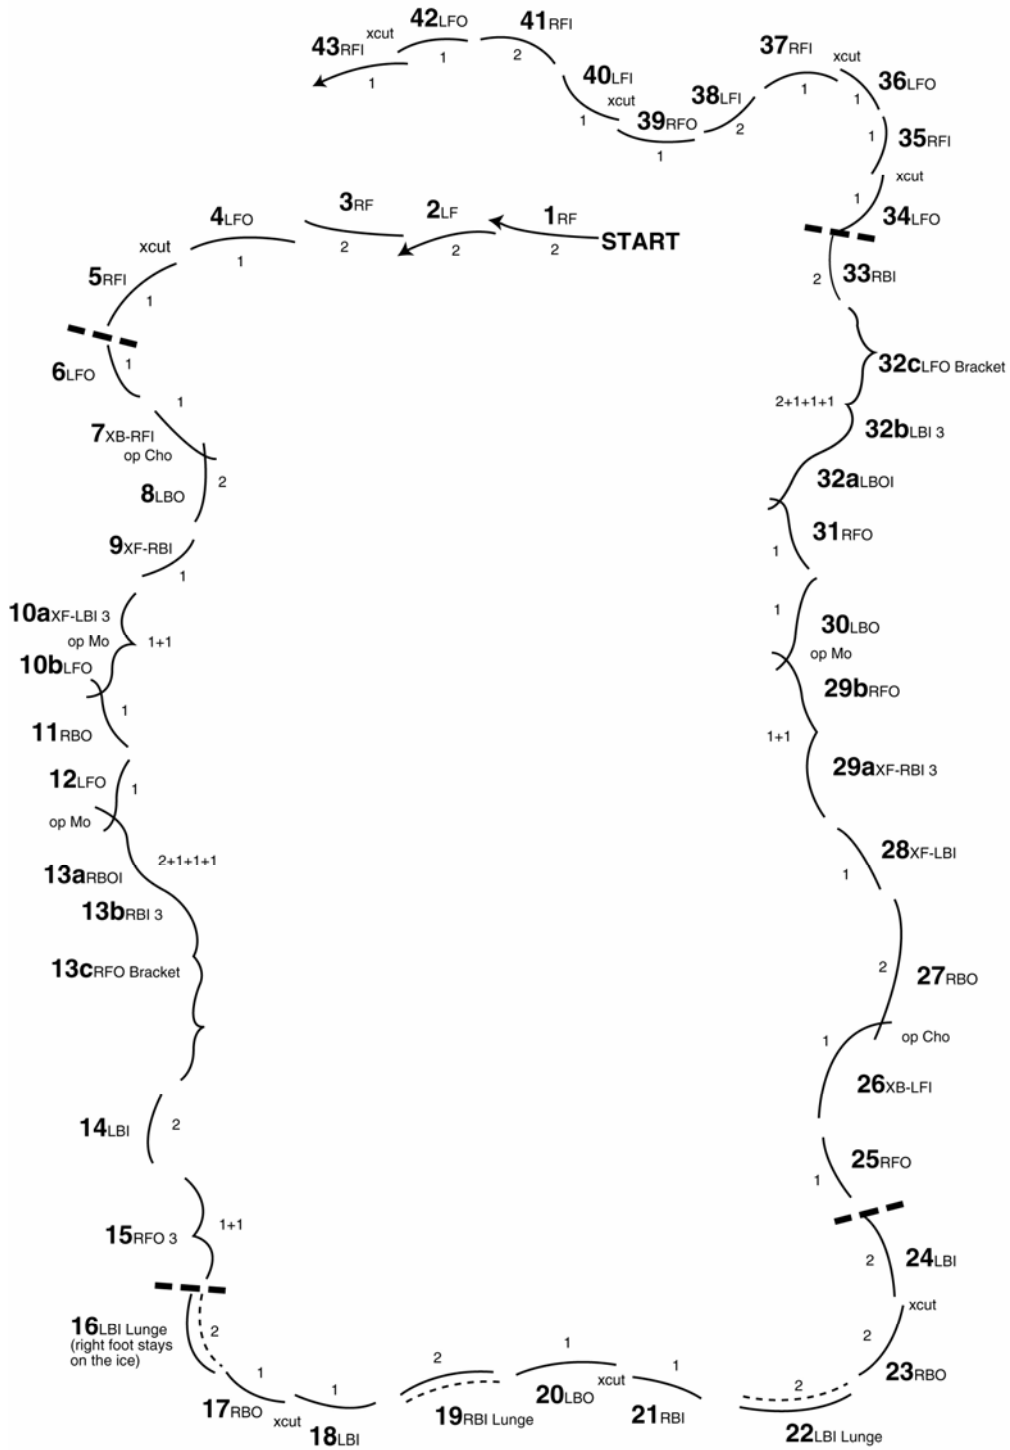 42LFO
41RFI
43RFI
xcut
1
2
1
37RFI
xcut
36LFO
40LFI
38LFI
1
1
xcut
39RFO
1
2
1
1
35RFI
xcut
1
34LFO
4LFO
3RF
2LF
1RF
START
xcut
1
2
2
2
5RFI
1
33RBI
2
6LFO
1
1
32cLFO Bracket
2+1+1+1
7XB-RFI
op Cho
32bLBI 3
8LBO
2
32aLBOI
9XF-RBI
1
31RFO
1
10aXF-LBI 3
op Mo
1+1
1
30LBO
op Mo
10bLFO
29bRFO
11RBO
1
1+1
12LFO
1
29aXF-RBI 3
op Mo
13aRBOI
2+1+1+1
28XF-LBI
1
13bRBI 3
13cRFO Bracket
2
27RBO
1
op Cho
26XB-LFI
14LBI
2
25RFO
1
15RFO 3
1+1
2
24LBI
16LBI Lunge
(right foot stays
on the ice)
2
xcut
2
23RBO
17RBO
1
xcut
1
18LBI
2
19RBI Lunge
1
20LBO
xcut
1
21RBI
2
22LBI Lunge